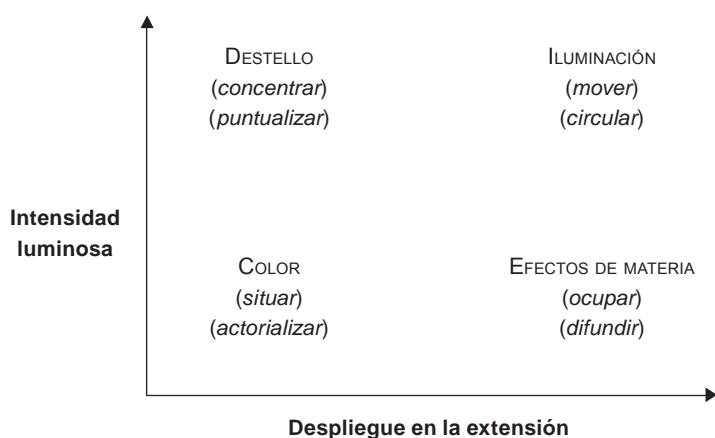 DESTELLO
(concentrar)
(puntualizar)
ILUMINACIÓN
(mover)
(circular)
Intensidad
luminosa
COLOR
(situar)
(actorializar)
EFECTOS DE MATERIA
(ocupar)
(difundir)
Despliegue en la extensión